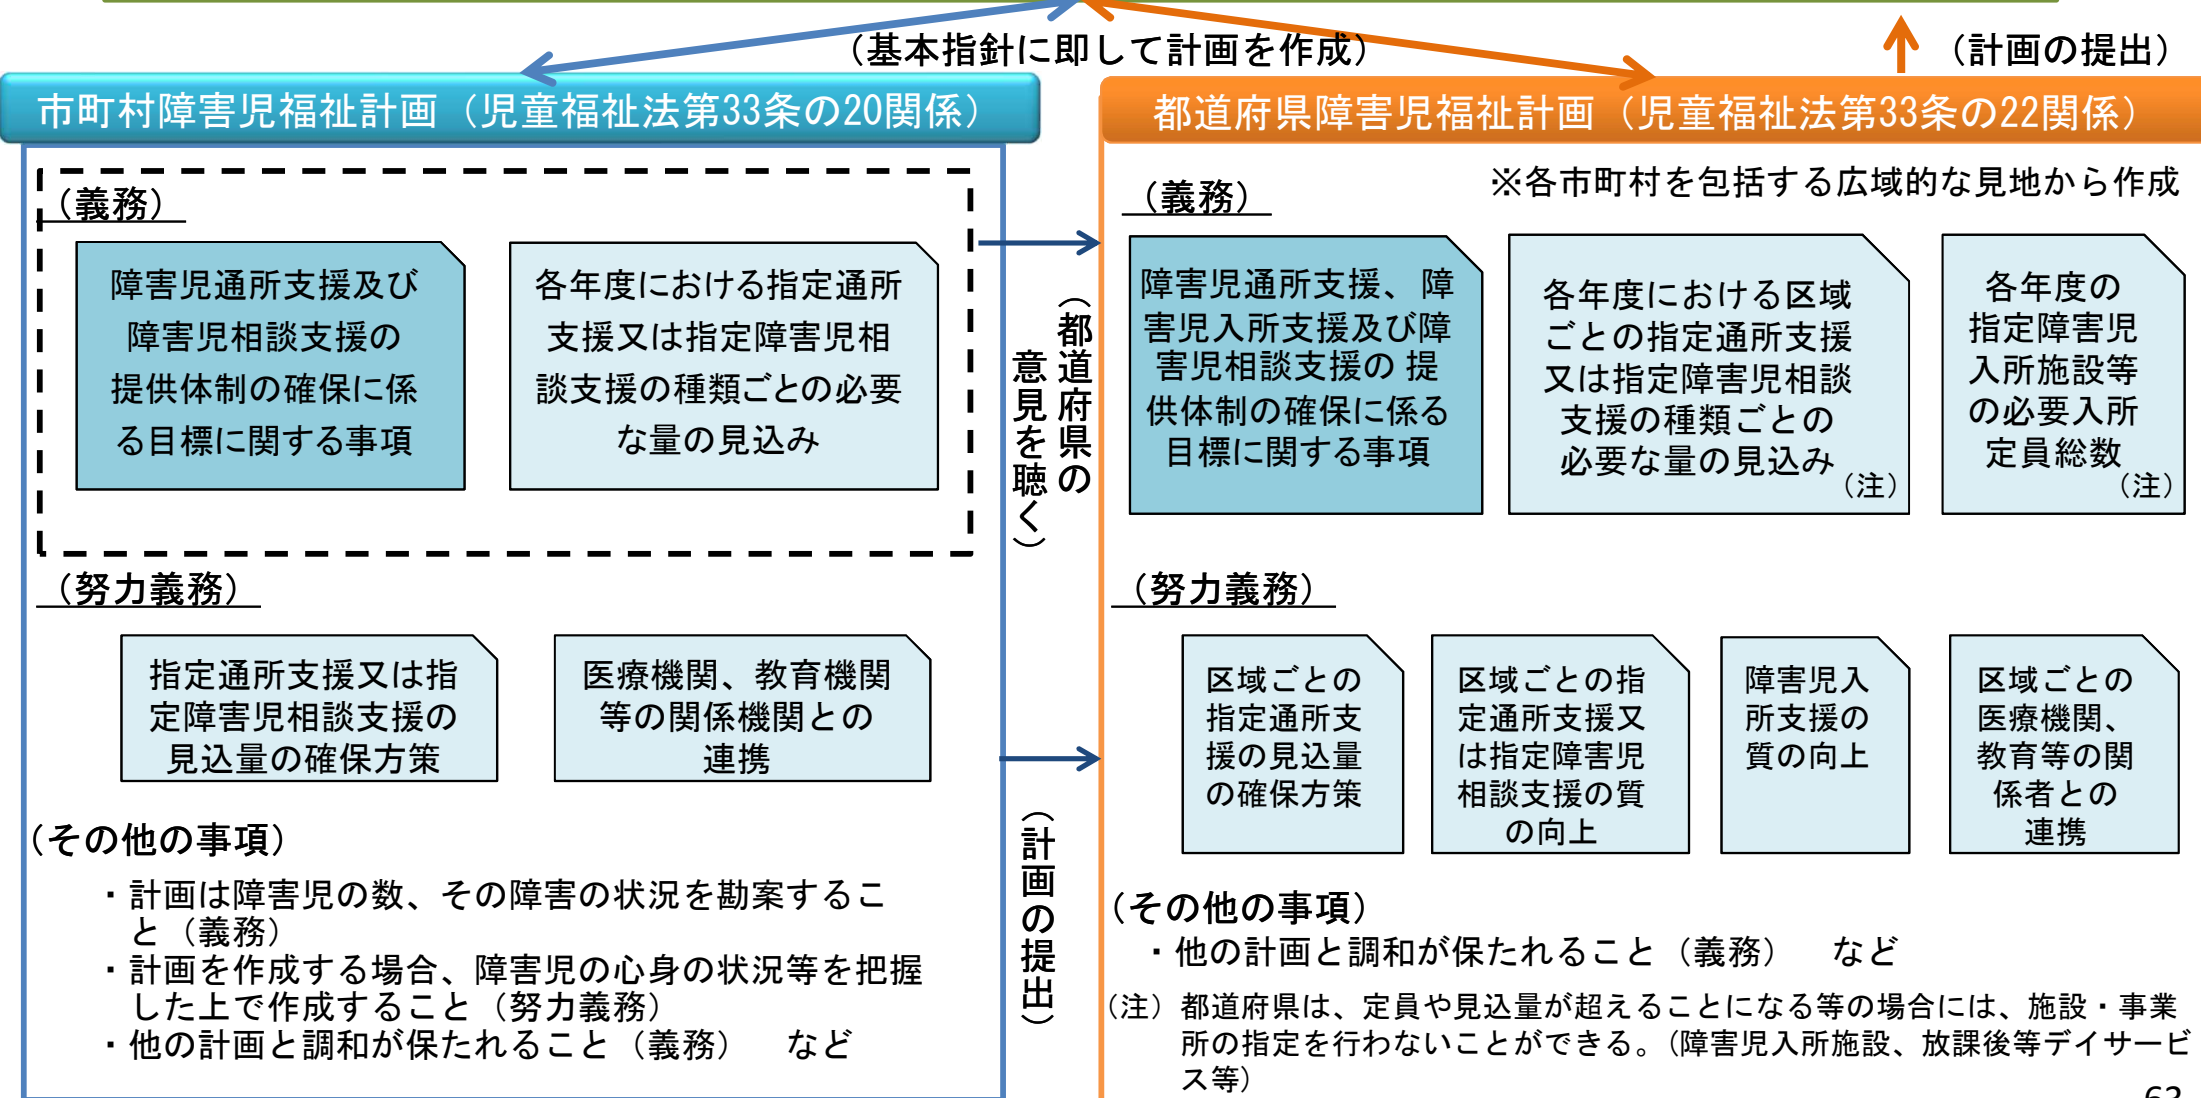 （基本指針に即して計画を作成）
（計画の提出）
市町村障害児福祉計画（児童福祉法第33条の20関係）
（義務）
障害児通所支援及び
障害児相談支援の
提供体制の確保に係
る目標に関する事項
各年度における指定通所
支援又は指定障害児相
談支援の種類ごとの必要
な量の見込み
（努力義務）
指定通所支援又は指
定障害児相談支援の
見込量の確保方策
医療機関、教育機関
等の関係機関との
連携
（その他の事項）
・計画は障害児の数、その障害の状況を勘案するこ
と（義務）
・計画を作成する場合、障害児の心身の状況等を把握
した上で作成すること（努力義務）
・他の計画と調和が保たれること（義務）　など
（都道府県の
意見を聴く）
（計画の提出）
都道府県障害児福祉計画（児童福祉法第33条の22関係）
（義務）
※各市町村を包括する広域的な見地から作成
障害児通所支援、障
害児入所支援及び障
害児相談支援の 提
供体制の確保に係る
目標に関する事項
各年度における区域
ごとの指定通所支援
又は指定障害児相談
支援の種類ごとの
必要な量の見込み
（注）
各年度の
指定障害児
入所施設等
の必要入所
定員総数
（注）
（努力義務）
区域ごとの
指定通所支
援の見込量
の確保方策
区域ごとの指
定通所支援又
は指定障害児
相談支援の質
の向上
障害児入
所支援の
質の向上
区域ごとの
医療機関、
教育等の関
係者との
連携
（その他の事項）
・他の計画と調和が保たれること（義務）　など
（注）都道府県は、定員や見込量が超えることになる等の場合には、施設・事業
所の指定を行わないことができる。（障害児入所施設、放課後等デイサービ
ス等）